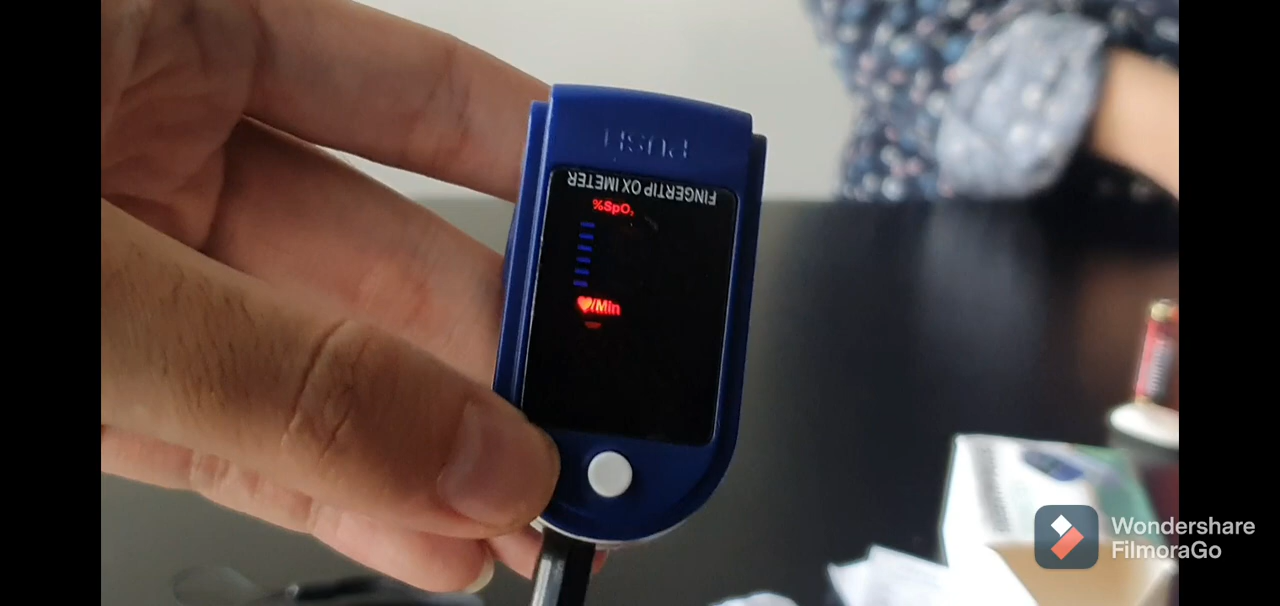 PUSH
FINGERTIP OXIMETER
%SpO₂
♥/Min
Wondershare
FilmoraGo